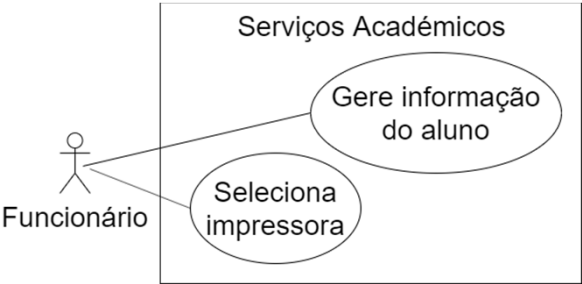 Serviços Académicos
Gere informação
do aluno
Seleciona
impressora
Funcionário